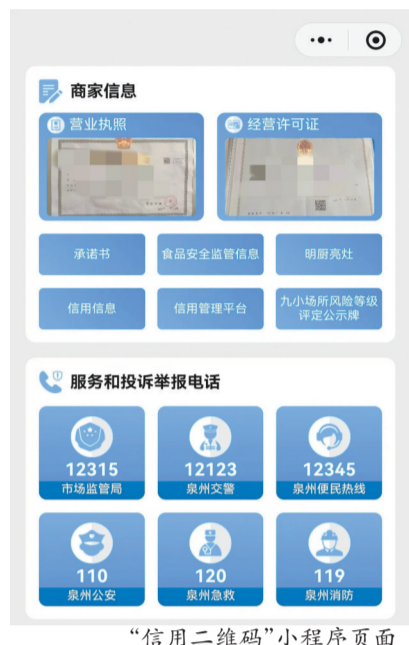 商家信息
营业执照
经营许可证
承诺书
食品安全监管信息
明厨亮灶
信用信息
信用管理平台
九小场所风险等级
评定公示牌
服务和投诉举报电话
12315
市场监管局
12123
泉州交警
12345
泉州便民热线
110
泉州公安
120
泉州急救
119
泉州消防
“信用二维码”小程序页面